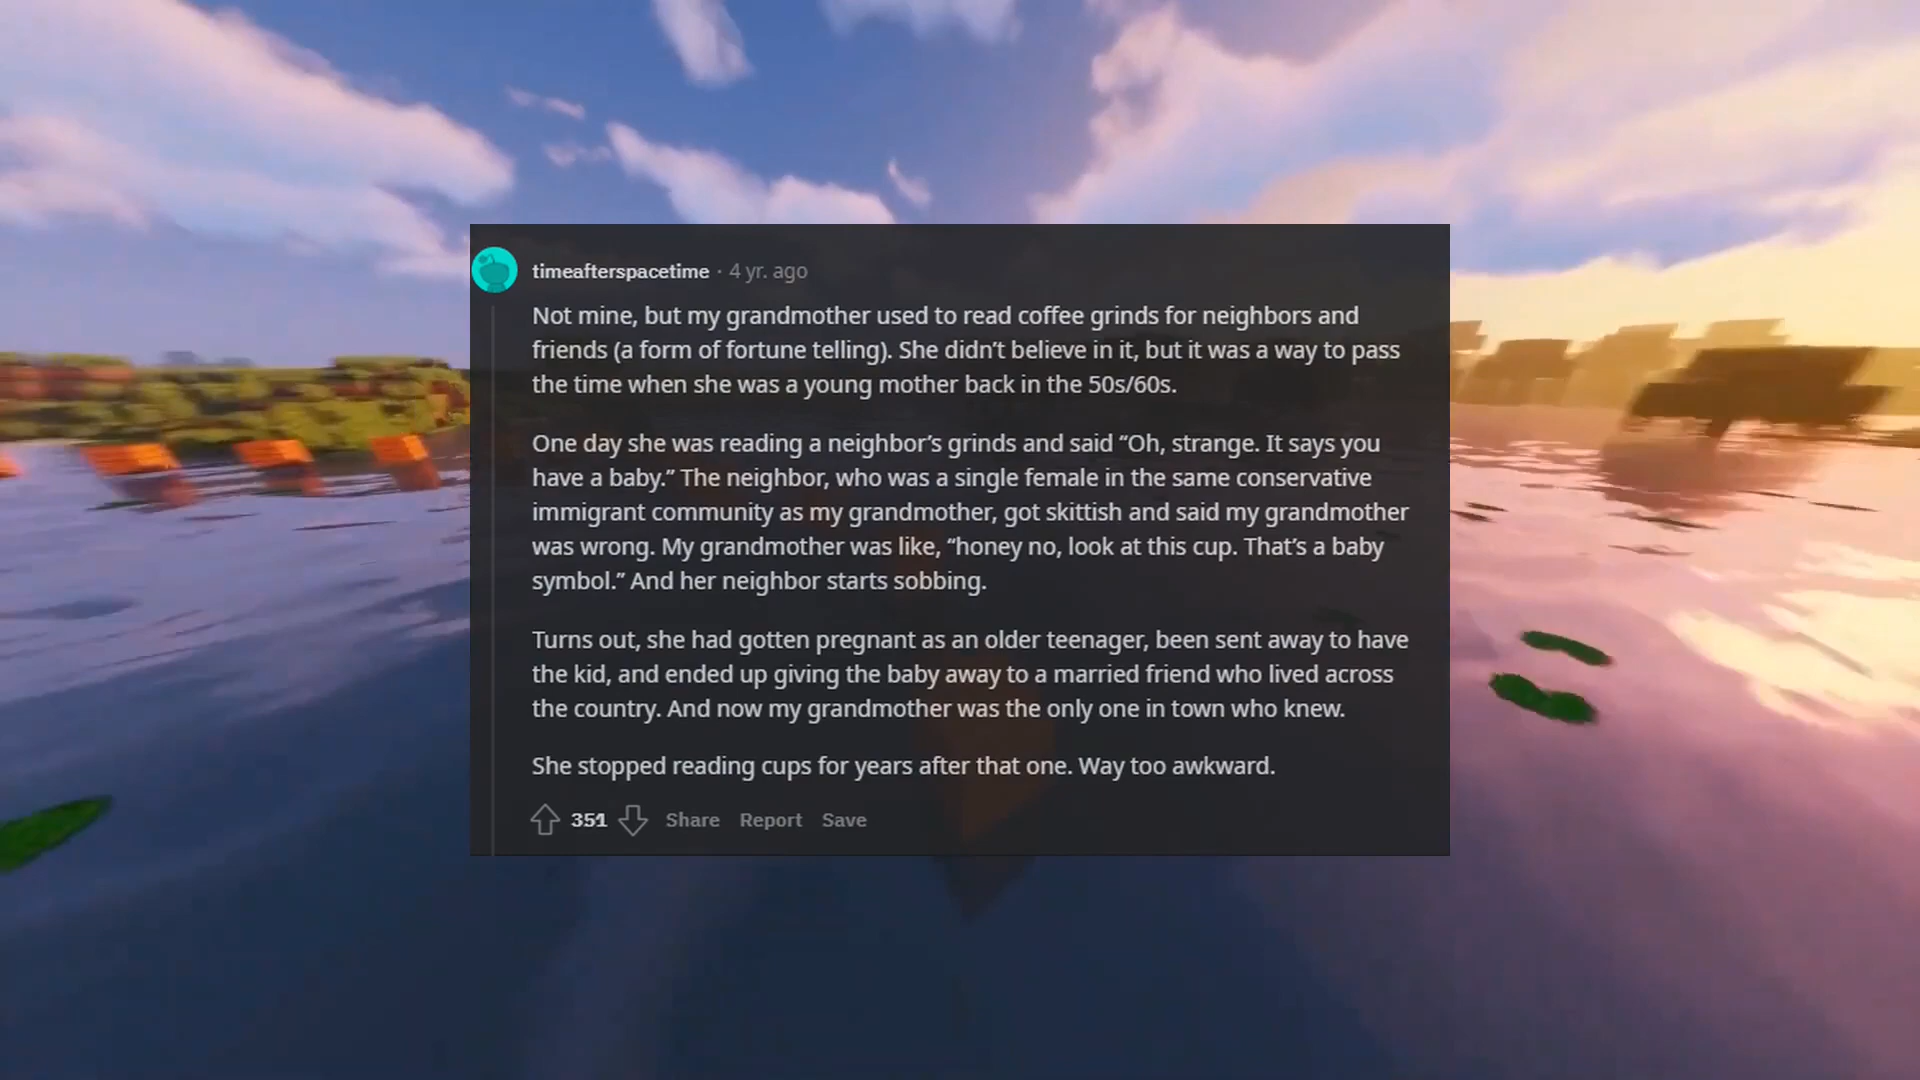 timeafterspacetime · 4 yr. ago
Not mine, but my grandmother used to read coffee grinds for neighbors and
friends (a form of fortune telling). She didn’t believe in it, but it was a way to pass
the time when she was a young mother back in the 50s/60s.
One day she was reading a neighbor’s grinds and said “Oh, strange. It says you
have a baby.” The neighbor, who was a single female in the same conservative
immigrant community as my grandmother, got skittish and said my grandmother
was wrong. My grandmother was like, “honey no, look at this cup. That’s a baby
symbol.” And her neighbor starts sobbing.
Turns out, she had gotten pregnant as an older teenager, been sent away to have
the kid, and ended up giving the baby away to a married friend who lived across
the country. And now my grandmother was the only one in town who knew.
She stopped reading cups for years after that one. Way too awkward.
351 Share Report Save